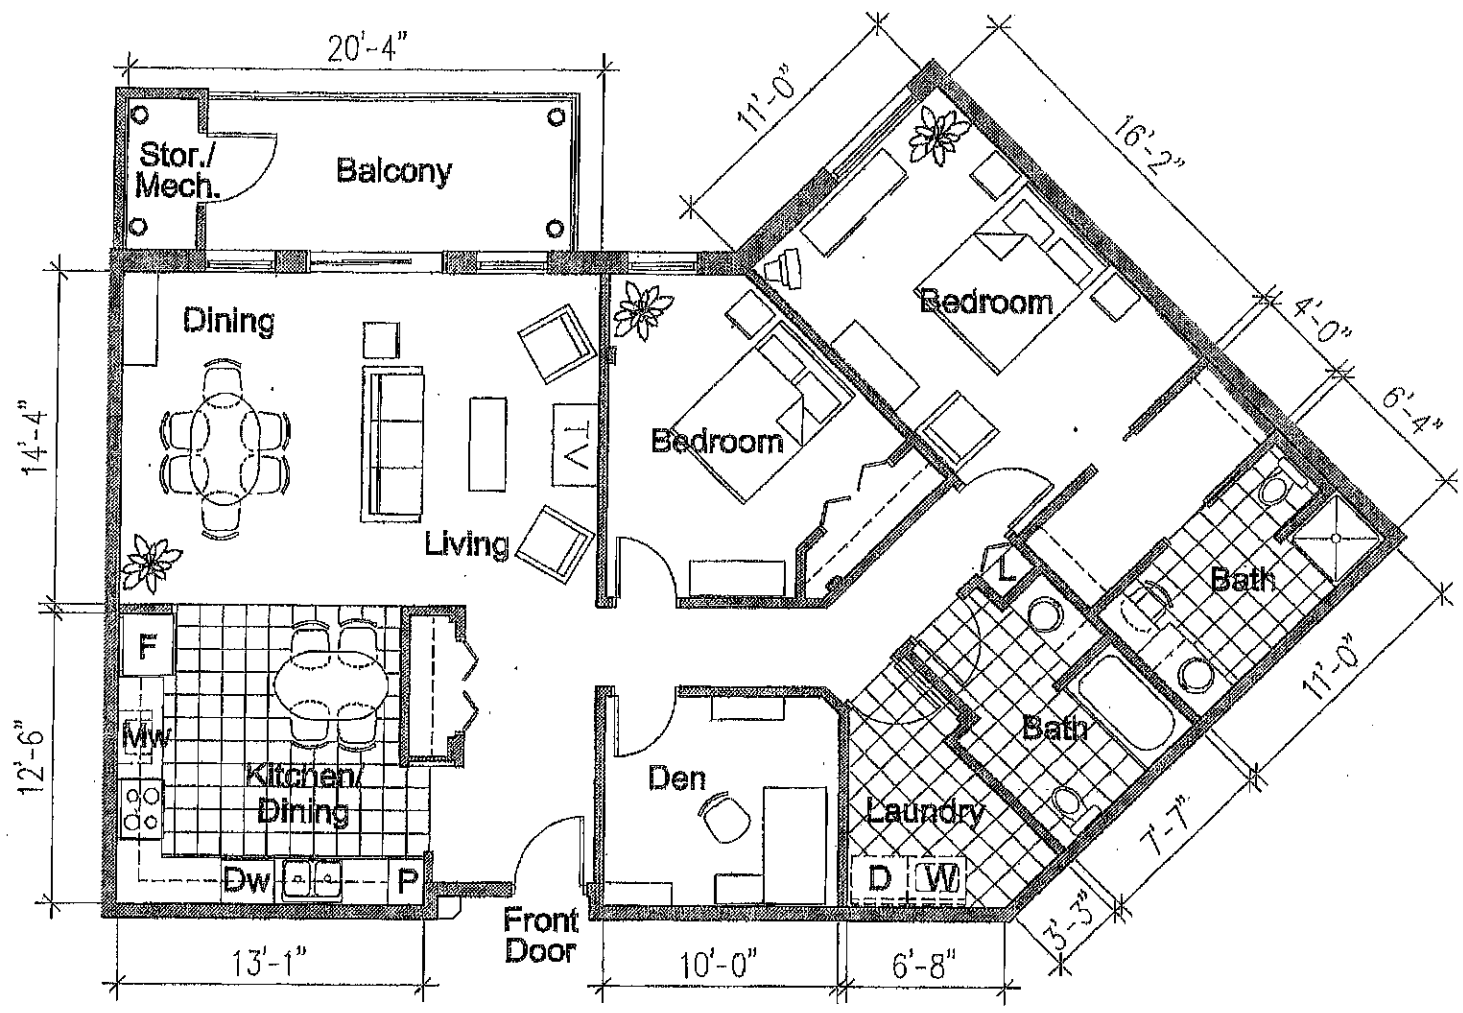 20'-4"
11'-0"
16'-2"
Stor./
Mech.
Balcony
Dining
Bedroom
4'-0"
6'-4"
14'-4"
TV
Bedroom
Living
L
Bath
F
11'-0"
12'-6"
Mw
Kitchen/
Dining
Den
Bath
Laundry
7'-7"
Dw
P
D
W
Front
Door
3'-3"
13'-1"
10'-0"
6'-8"